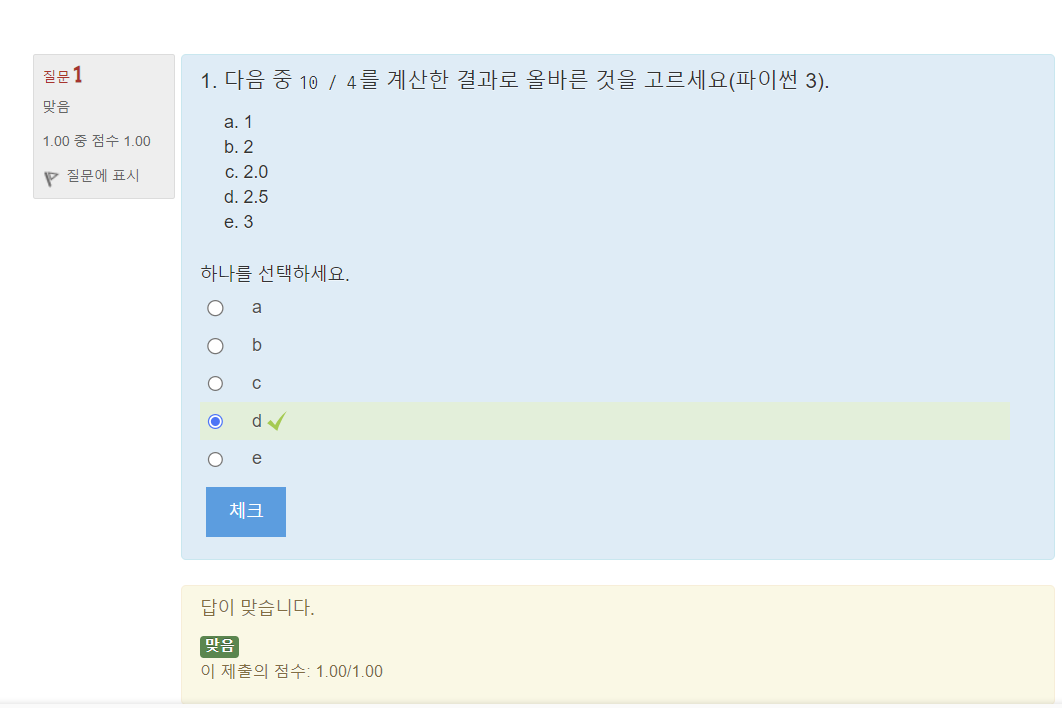 질문 1
맞음
1.00 중 점수 1.00
질문에 표시
1. 다음 중 10 / 4를 계산한 결과로 올바른 것을 고르세요(파이썬 3).
a. 1
b. 2
c. 2.0
d. 2.5
e. 3
하나를 선택하세요.
a
b
c
d
e
체크
답이 맞습니다.
맞음
이 제출의 점수: 1.00/1.00